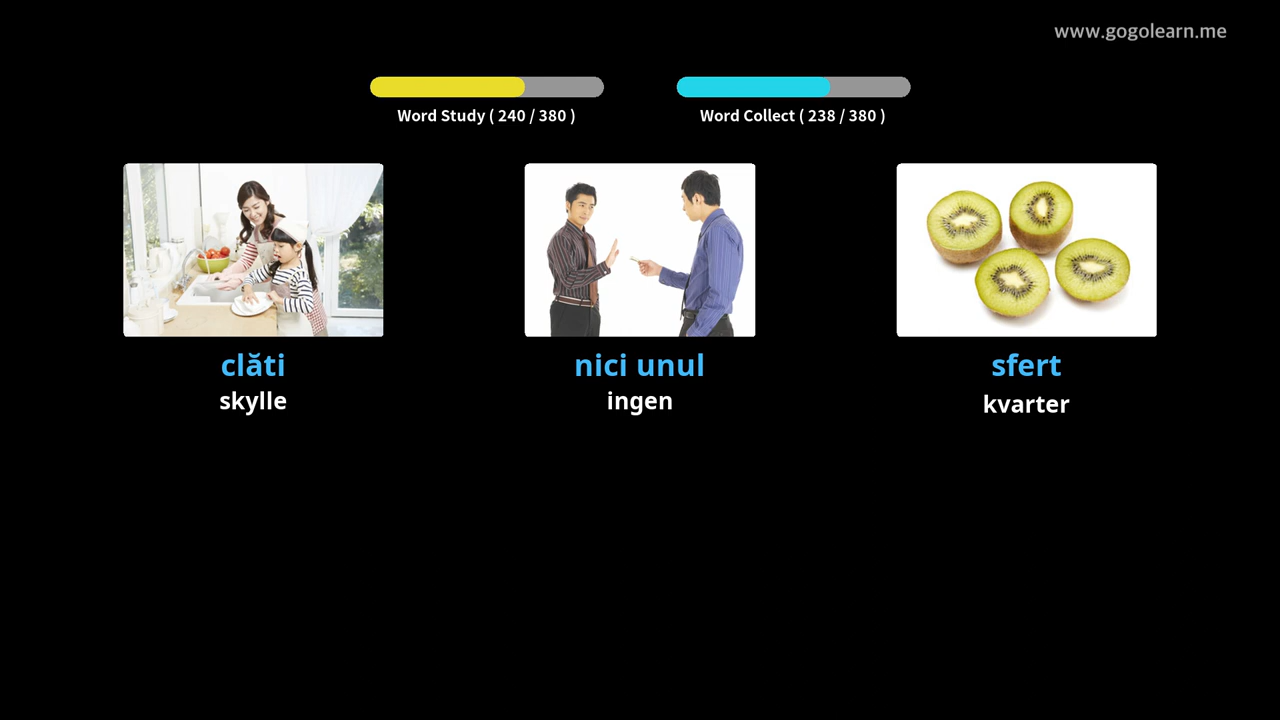 www.gogolearn.me
Word Study ( 240 / 380 )
Word Collect ( 238 / 380 )
clăti
skylle
nici unul
ingen
sfert
kvarter